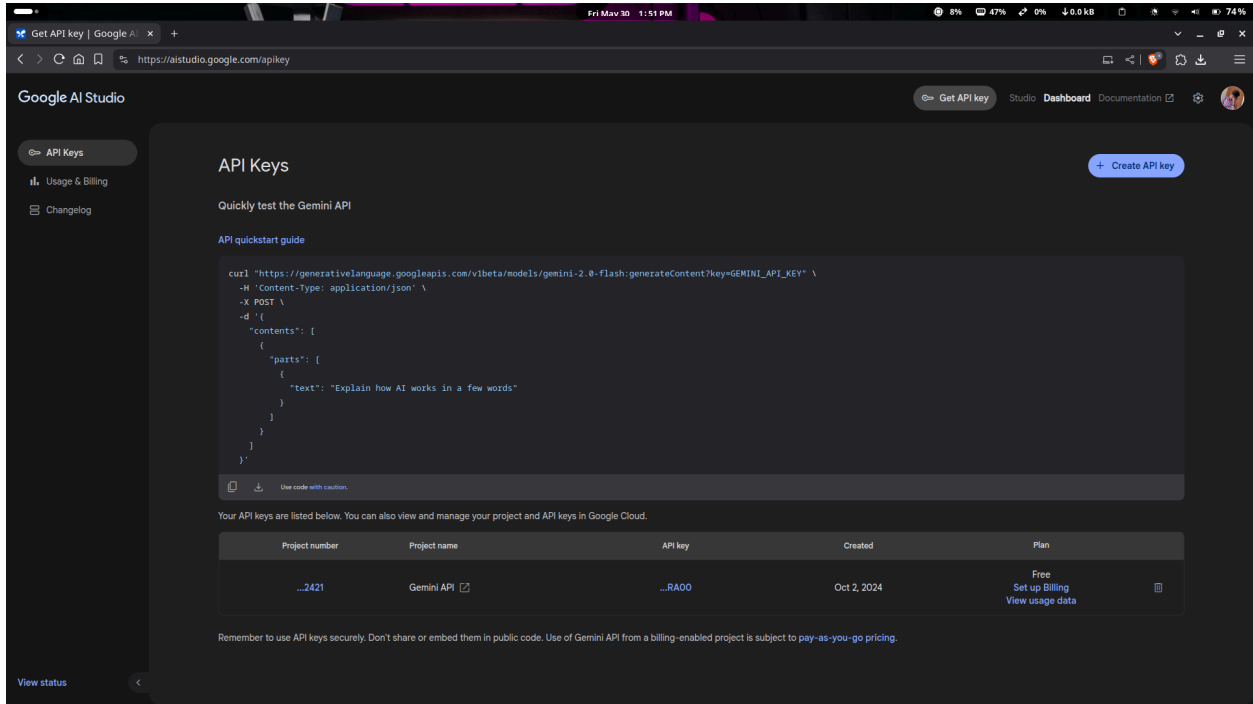 Fri May 30 1:51 PM
8% 47% 0% ↓0.0 kB 74%
Get API key | Google AI
https://aistudio.google.com/apikey
Google AI Studio
Get API key Studio Dashboard Documentation
API Keys
Usage & Billing
Changelog
API Keys
+ Create API key
Quickly test the Gemini API
API quickstart guide
curl "https://generativelanguage.googleapis.com/v1beta/models/gemini-2.0-flash:generateContent?key=GEMINI_API_KEY" \
-H 'Content-Type: application/json' \
-X POST \
-d '{
"contents": [
{
"parts": [
{
"text": "Explain how AI works in a few words"
}
]
}
]
}'
Use code with caution.
Your API keys are listed below. You can also view and manage your project and API keys in Google Cloud.
Project number Project name API key Created Plan
...2421 Gemini API ...RA00 Oct 2, 2024 Free
Set up Billing
View usage data
Remember to use API keys securely. Don't share or embed them in public code. Use of Gemini API from a billing-enabled project is subject to pay-as-you-go pricing.
View status